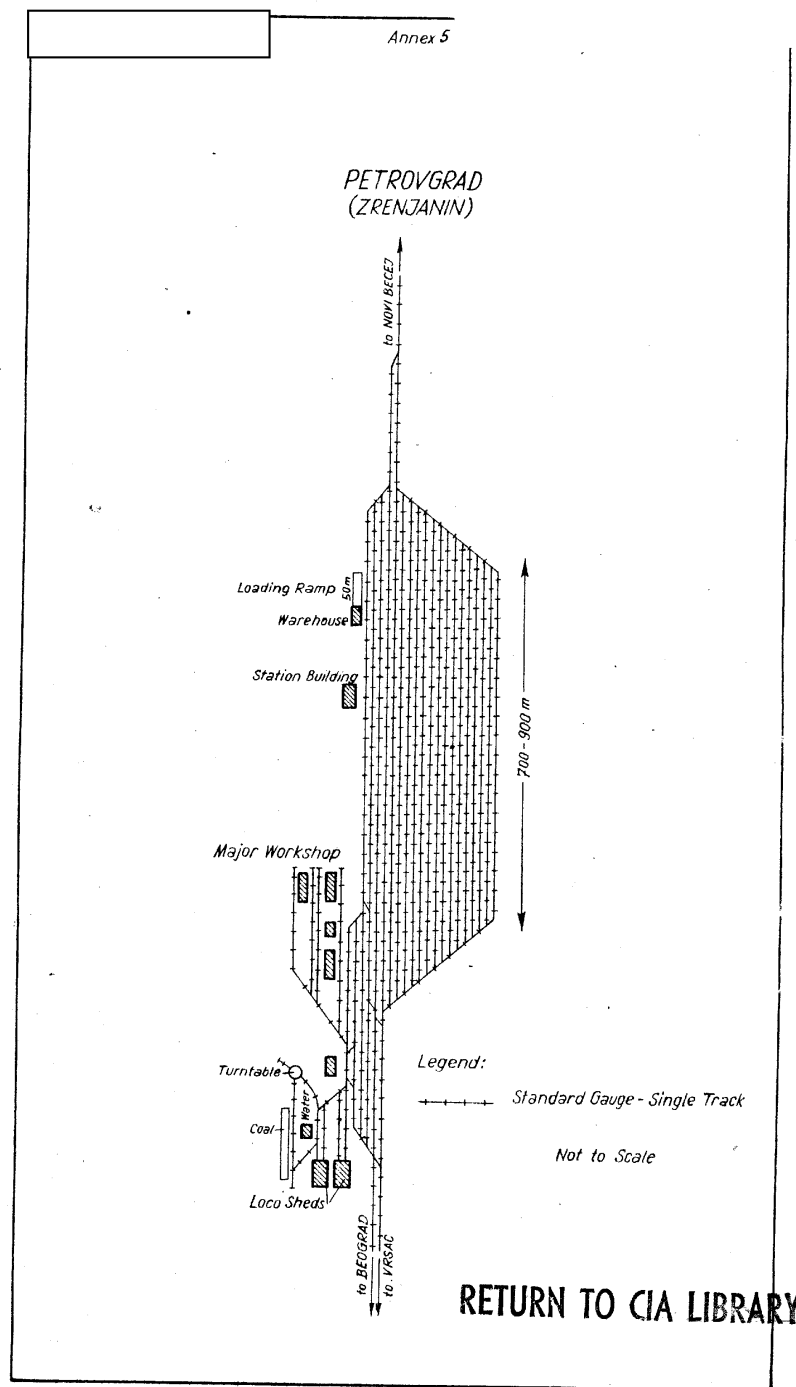 Annex 5
PETROVGRAD
(ZRENJANIN)
to NOVI BECEJ
Loading Ramp
50m
Warehouse
Station Building
700-900 m
Major Workshop
Turntable
Water
Coal
Loco Sheds
Legend:
Standard Gauge - Single Track
Not to Scale
to BEOGRAD
to VRSAC
RETURN TO CIA LIBRARY